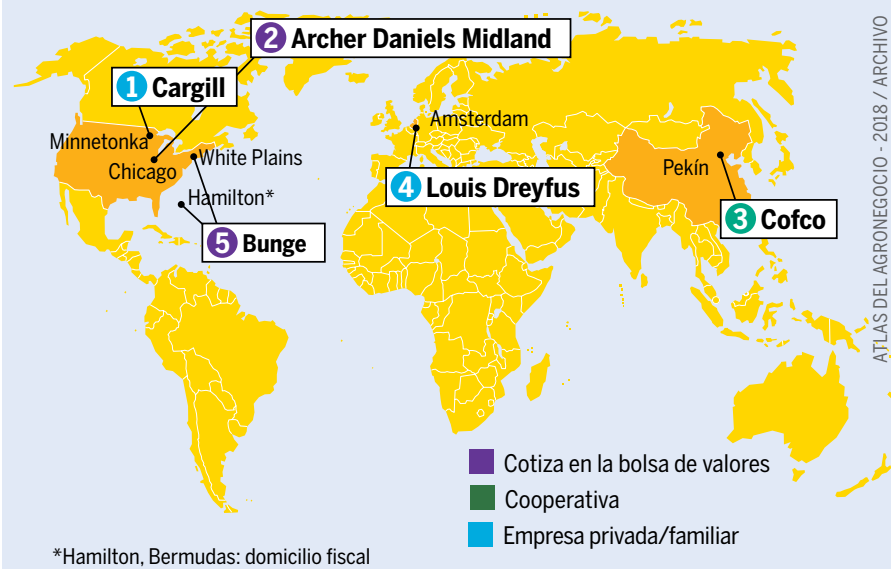 2 Archer Daniels Midland
1 Cargill
Minnetonka
Chicago
White Plains
Hamilton*
5 Bunge
Amsterdam
4 Louis Dreyfus
Pekín
3 Cofco
Cotiza en la bolsa de valores
Cooperativa
Empresa privada/familiar
*Hamilton, Bermudas: domicilio fiscal
ATLAS DEL AGRONEGOCIO - 2018 / ARCHIVO